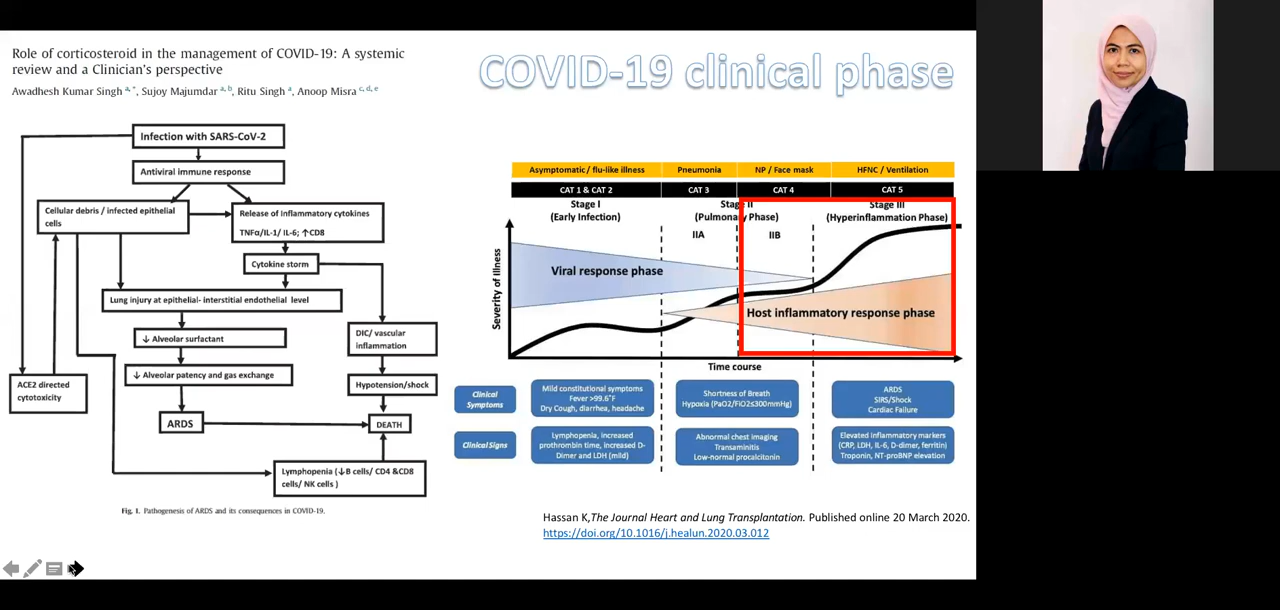 Role of corticosteroid in the management of COVID-19: A systemic
review and a Clinician's perspective
Awadhesh Kumar Singh a, *, Sujoy Majumdar a, b, Ritu Singh a, Anoop Misra c, d, e
Infection with SARS-CoV-2
Antiviral immune response
Cellular debris / infected epithelial
cells
Release of Inflammatory cytokines
TNFα/IL-1/ IL-6; ↑CD8
Cytokine storm
Lung injury at epithelial- interstitial endothelial level
↓ Alveolar surfactant
DIC/ vascular
inflammation
↓ Alveolar patency and gas exchange
ACE2 directed
cytotoxicity
Hypotension/shock
ARDS
DEATH
Lymphopenia (↓B cells/ CD4 &CD8
cells/ NK cells )
Fig. 1. Pathogenesis of ARDS and its consequences in COVID-19.
COVID-19 clinical phase
Asymptomatic / flu-like illness
Pneumonia
NP / Face mask
HFNC / Ventilation
CAT 1 & CAT 2
CAT 3
CAT 4
CAT 5
Stage I
(Early Infection)
Stage II
(Pulmonary Phase)
Stage III
(Hyperinflammation Phase)
IIA
IIB
Severity of Illness
Viral response phase
Host inflammatory response phase
Time course
Clinical
Symptoms
Mild constitutional symptoms
Fever >99.6°F
Dry Cough, diarrhea, headache
Shortness of Breath
Hypoxia (PaO2/FiO2≤300mmHg)
ARDS
SIRS/Shock
Cardiac Failure
Clinical Signs
Lymphopenia, increased
prothrombin time, increased D-
Dimer and LDH (mild)
Abnormal chest imaging
Transaminitis
Low-normal procalcitonin
Elevated inflammatory markers
(CRP, LDH, IL-6, D-dimer, ferritin)
Troponin, NT-proBNP elevation
Hassan K,The Journal Heart and Lung Transplantation. Published online 20 March 2020.
https://doi.org/10.1016/j.healun.2020.03.012